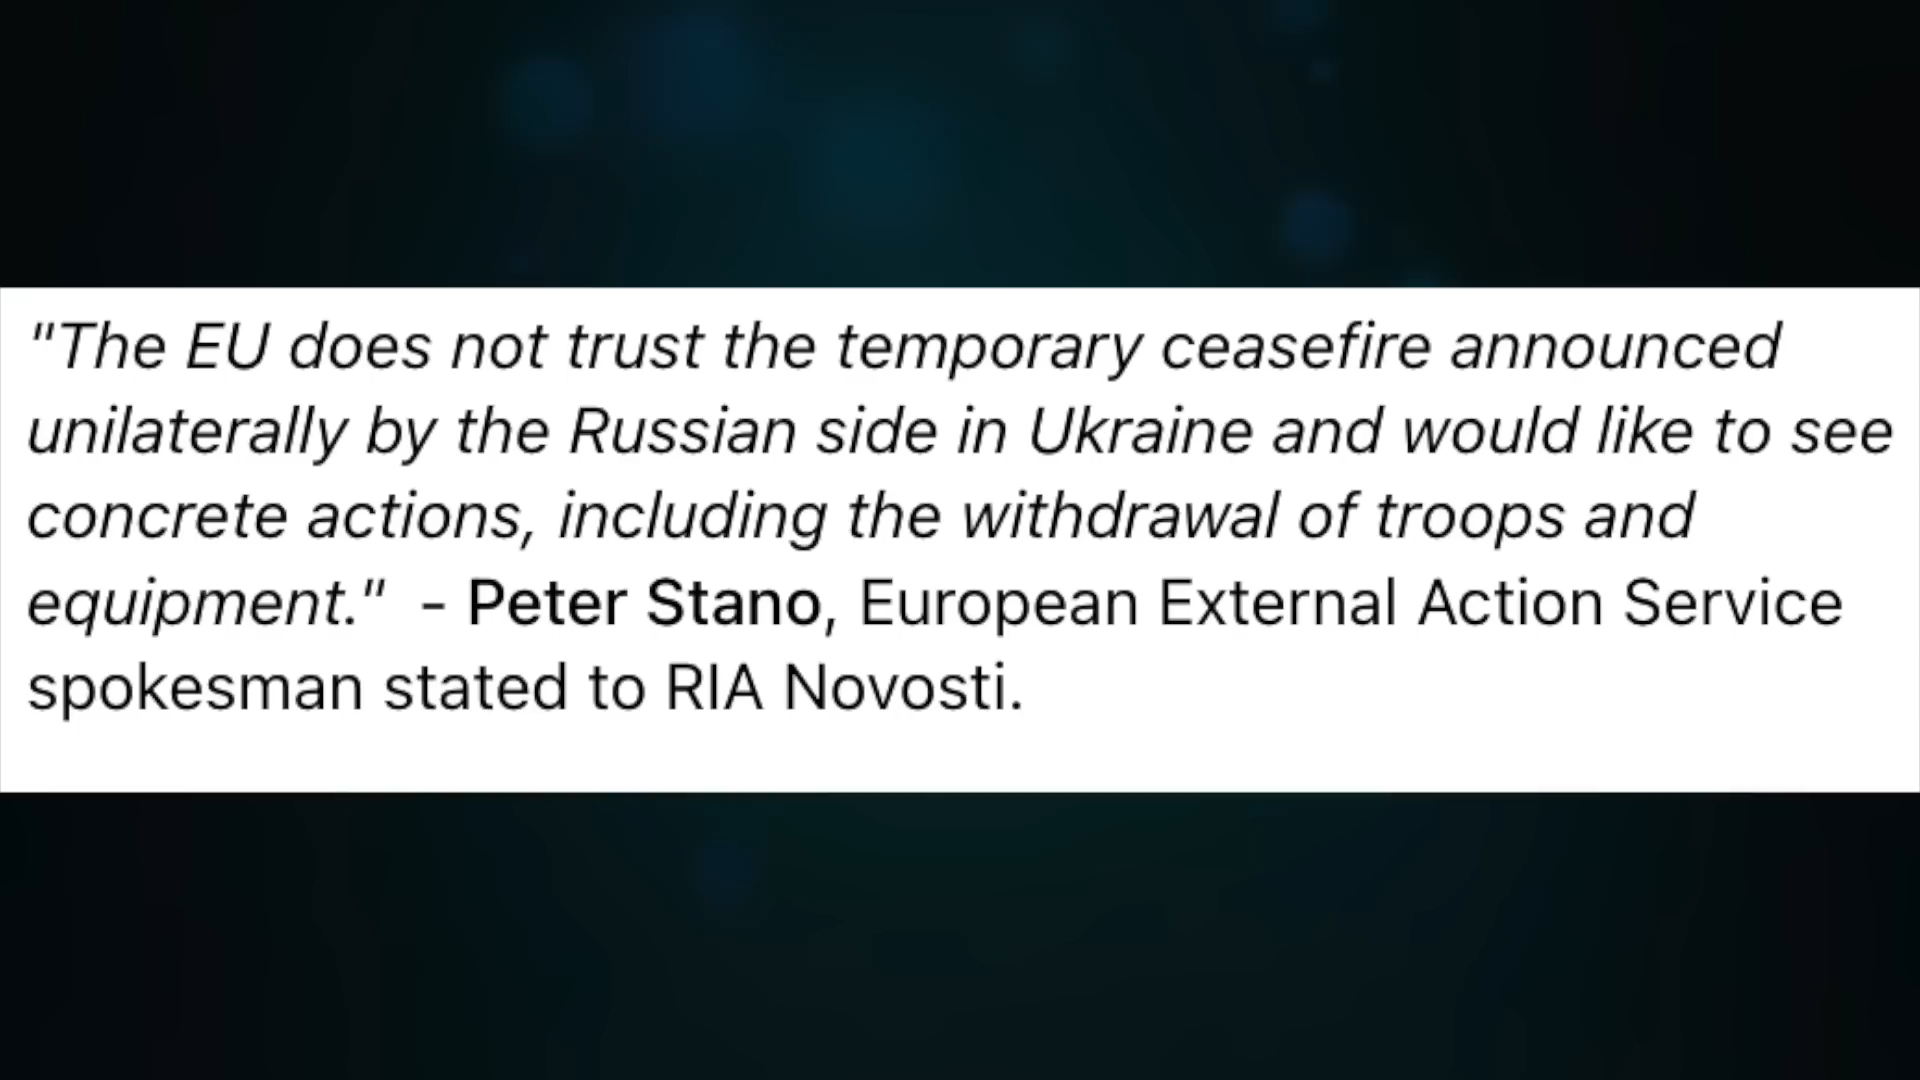 "The EU does not trust the temporary ceasefire announced
unilaterally by the Russian side in Ukraine and would like to see
concrete actions, including the withdrawal of troops and
equipment." - Peter Stano, European External Action Service
spokesman stated to RIA Novosti.